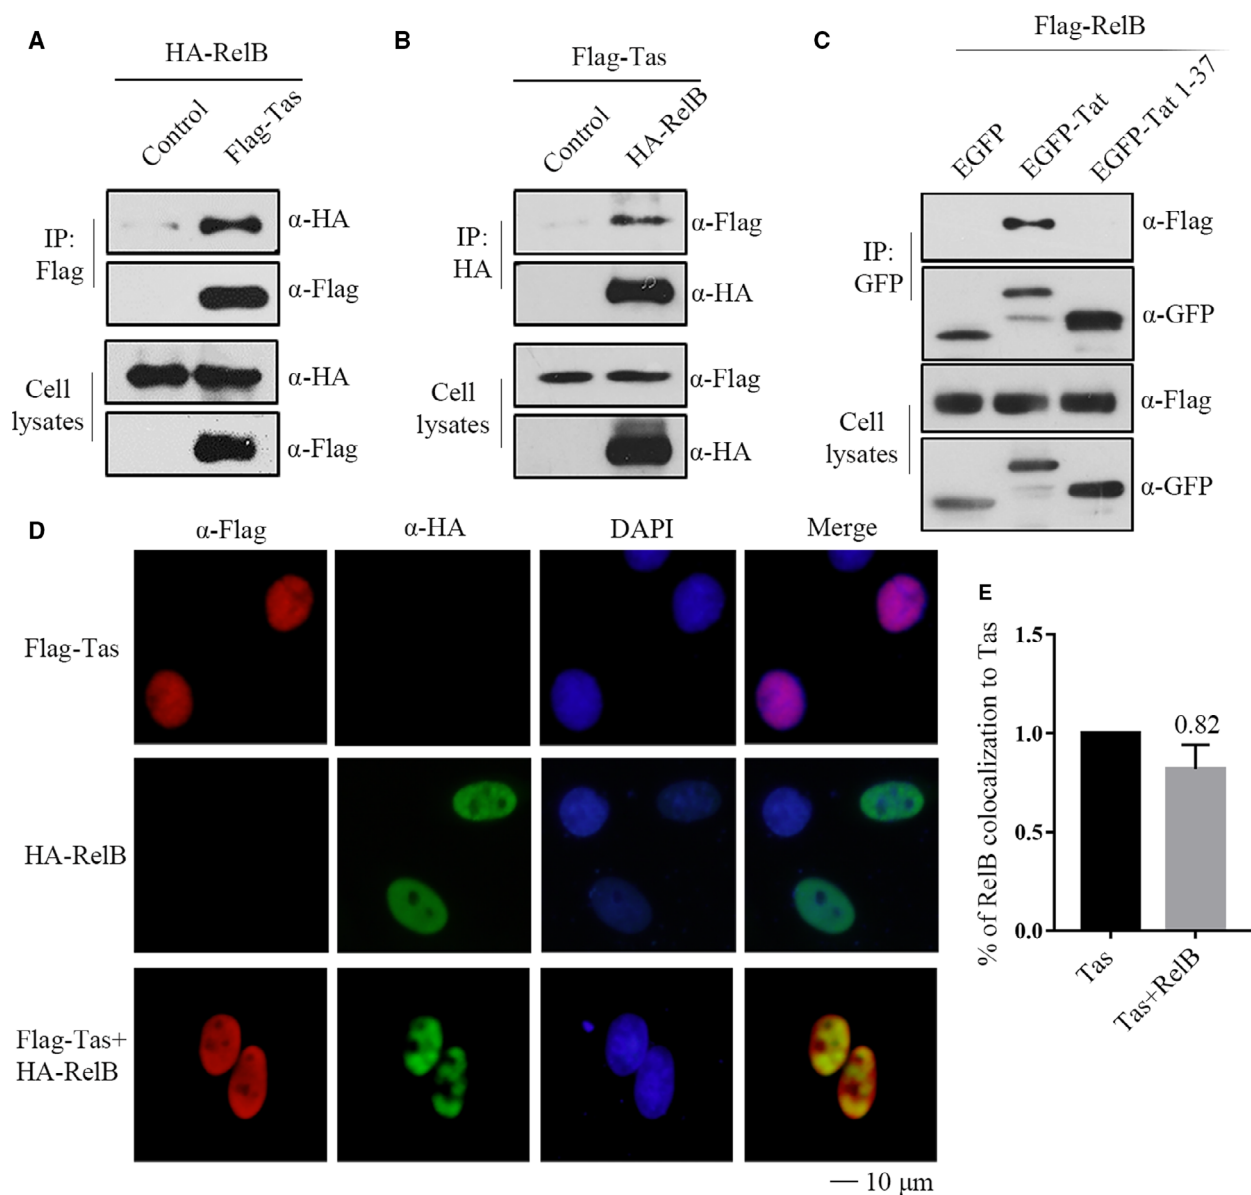 A
HA-RelB
Control
Flag-Tas
IP:
Flag
α-HA
α-Flag
Cell
lysates
α-HA
α-Flag
B
Flag-Tas
Control
HA-RelB
IP:
HA
α-Flag
α-HA
Cell
lysates
α-Flag
α-HA
C
Flag-RelB
EGFP
EGFP-Tat
EGFP-Tat 1-37
IP:
GFP
α-Flag
α-GFP
Cell
lysates
α-Flag
α-GFP
D
α-Flag
α-HA
DAPI
Merge
Flag-Tas
HA-RelB
Flag-Tas+
HA-RelB
10 μm
E
% of RelB colocalization to Tas
1.5
1.0
0.5
0.0
0.82
Tas
Tas+RelB